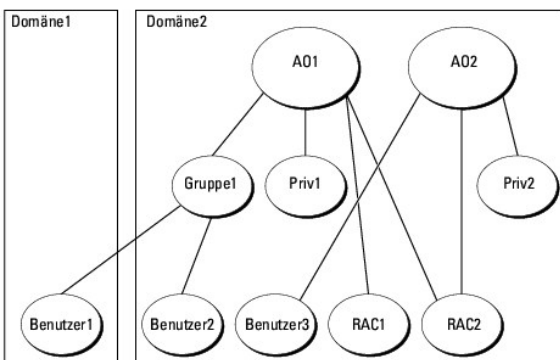 Domäne1
Domäne2
AO1
AO2
Gruppe1
Priv1
Priv2
Benutzer1
Benutzer2
Benutzer3
RAC1
RAC2